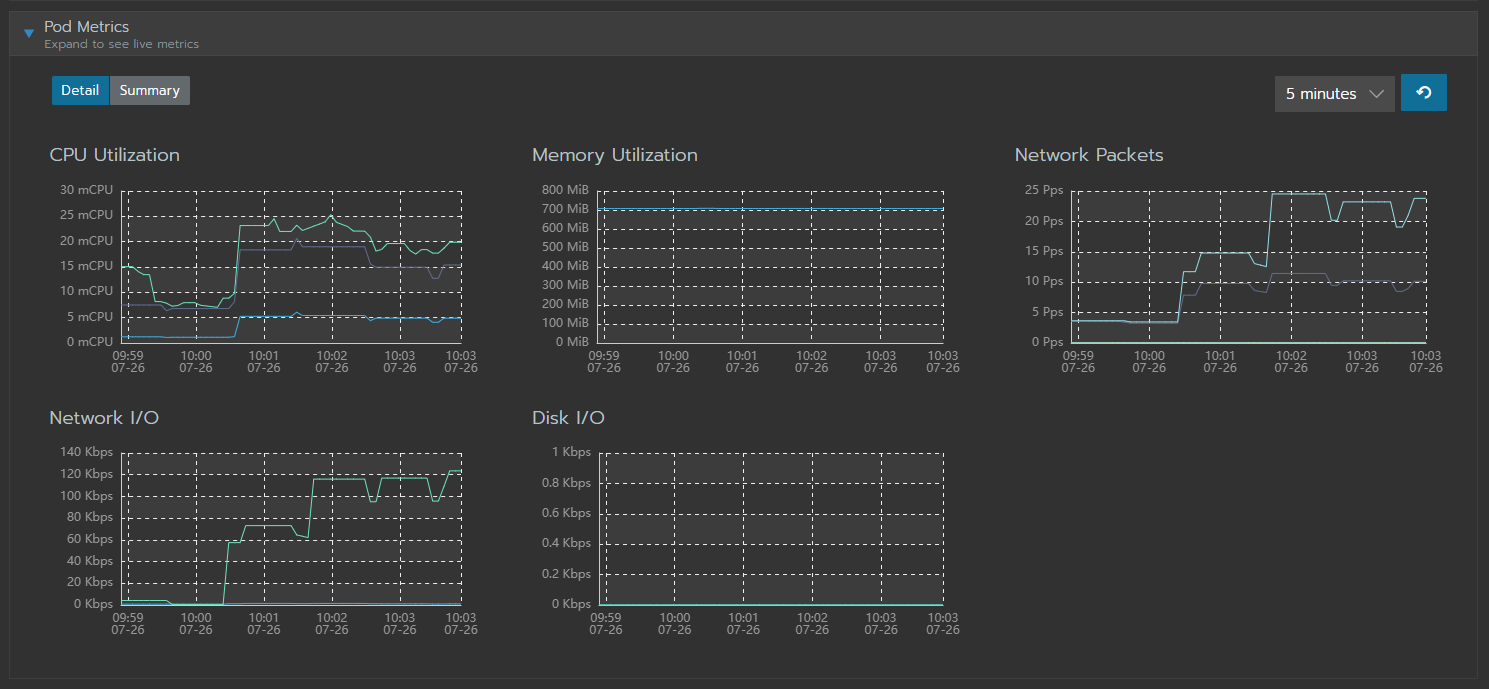 Pod Metrics
Expand to see live metrics
Detail
Summary
5 minutes
CPU Utilization
30 mCPU
25 mCPU
20 mCPU
15 mCPU
10 mCPU
5 mCPU
0 mCPU
09:59 10:00 10:01 10:02 10:03 10:03
07-26 07-26 07-26 07-26 07-26 07-26
Memory Utilization
800 MiB
700 MiB
600 MiB
500 MiB
400 MiB
300 MiB
200 MiB
100 MiB
0 MiB
09:59 10:00 10:01 10:02 10:03 10:03
07-26 07-26 07-26 07-26 07-26 07-26
Network Packets
25 Pps
20 Pps
15 Pps
10 Pps
5 Pps
0 Pps
09:59 10:00 10:01 10:02 10:03 10:03
07-26 07-26 07-26 07-26 07-26 07-26
Network I/O
140 Kbps
120 Kbps
100 Kbps
80 Kbps
60 Kbps
40 Kbps
20 Kbps
0 Kbps
09:59 10:00 10:01 10:02 10:03 10:03
07-26 07-26 07-26 07-26 07-26 07-26
Disk I/O
1 Kbps
0.8 Kbps
0.6 Kbps
0.4 Kbps
0.2 Kbps
0 Kbps
09:59 10:00 10:01 10:02 10:03 10:03
07-26 07-26 07-26 07-26 07-26 07-26